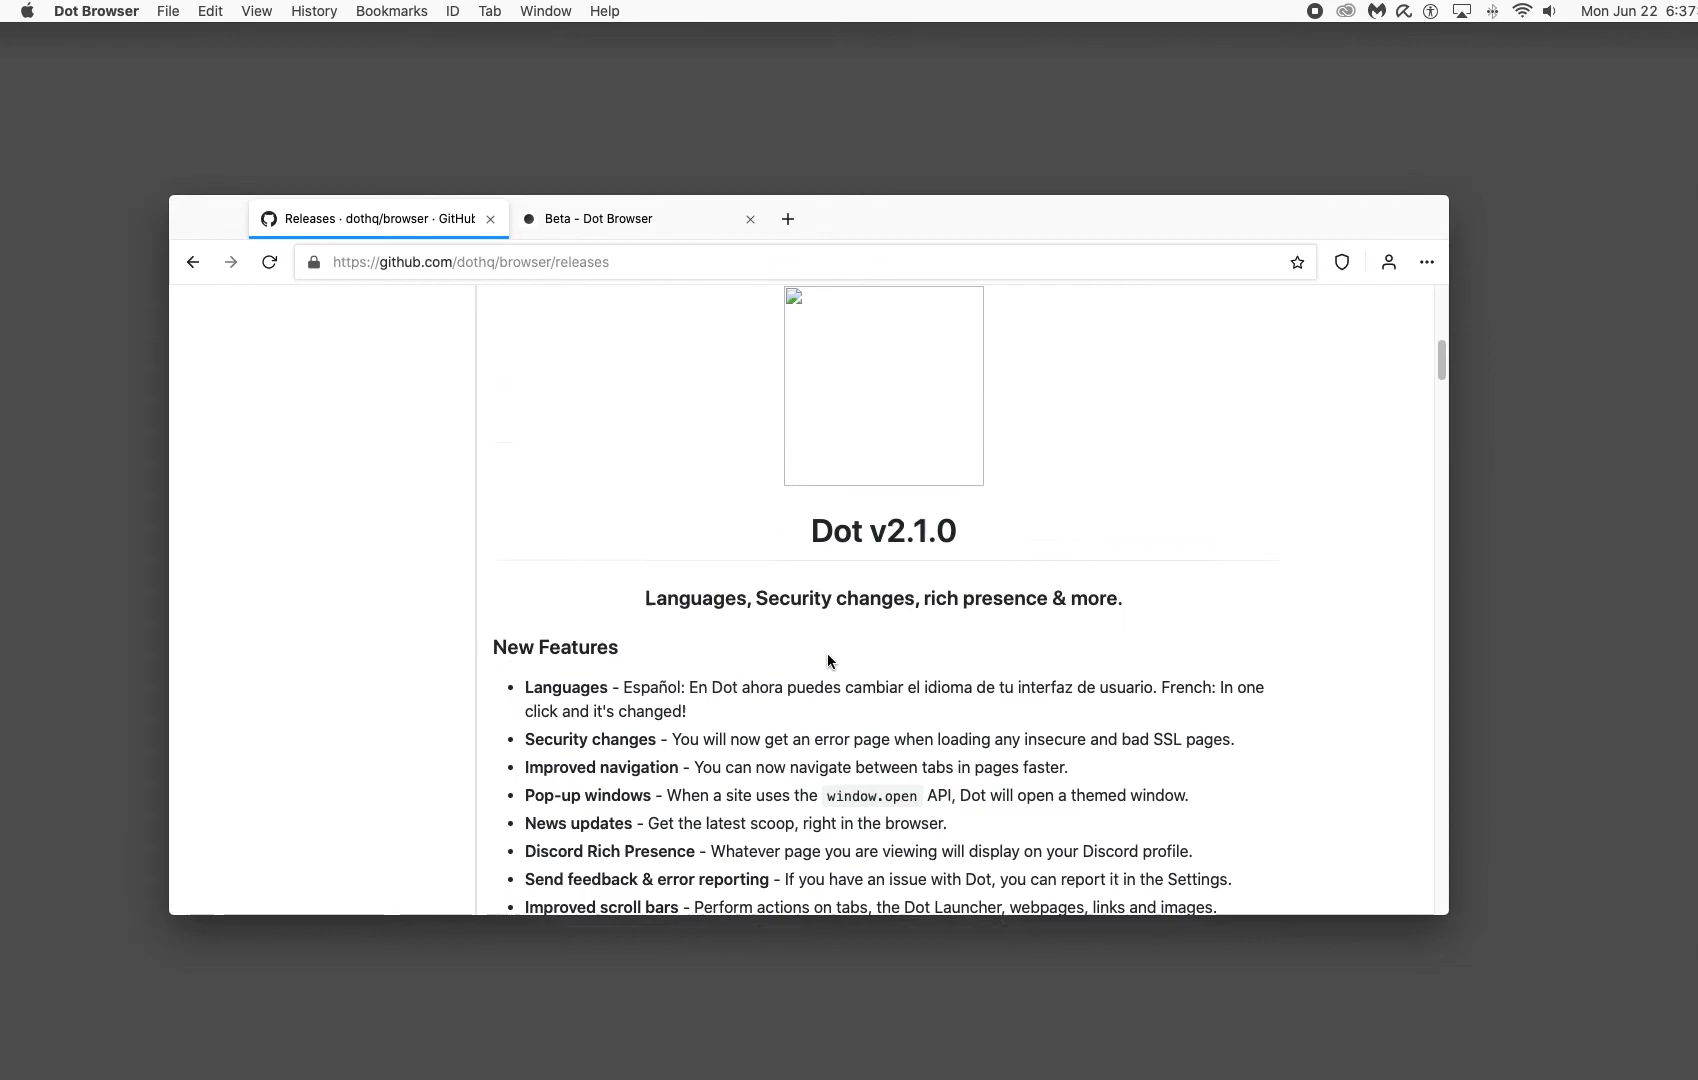 Dot Browser File Edit View History Bookmarks ID Tab Window Help Mon Jun 22 6:37
Releases · dothq/browser · GitHub Beta - Dot Browser
https://github.com/dothq/browser/releases
Dot v2.1.0
Languages, Security changes, rich presence & more.
New Features
• Languages - Español: En Dot ahora puedes cambiar el idioma de tu interfaz de usuario. French: In one
click and it's changed!
• Security changes - You will now get an error page when loading any insecure and bad SSL pages.
• Improved navigation - You can now navigate between tabs in pages faster.
• Pop-up windows - When a site uses the window.open API, Dot will open a themed window.
• News updates - Get the latest scoop, right in the browser.
• Discord Rich Presence - Whatever page you are viewing will display on your Discord profile.
• Send feedback & error reporting - If you have an issue with Dot, you can report it in the Settings.
• Improved scroll bars - Perform actions on tabs, the Dot Launcher, webpages, links and images.